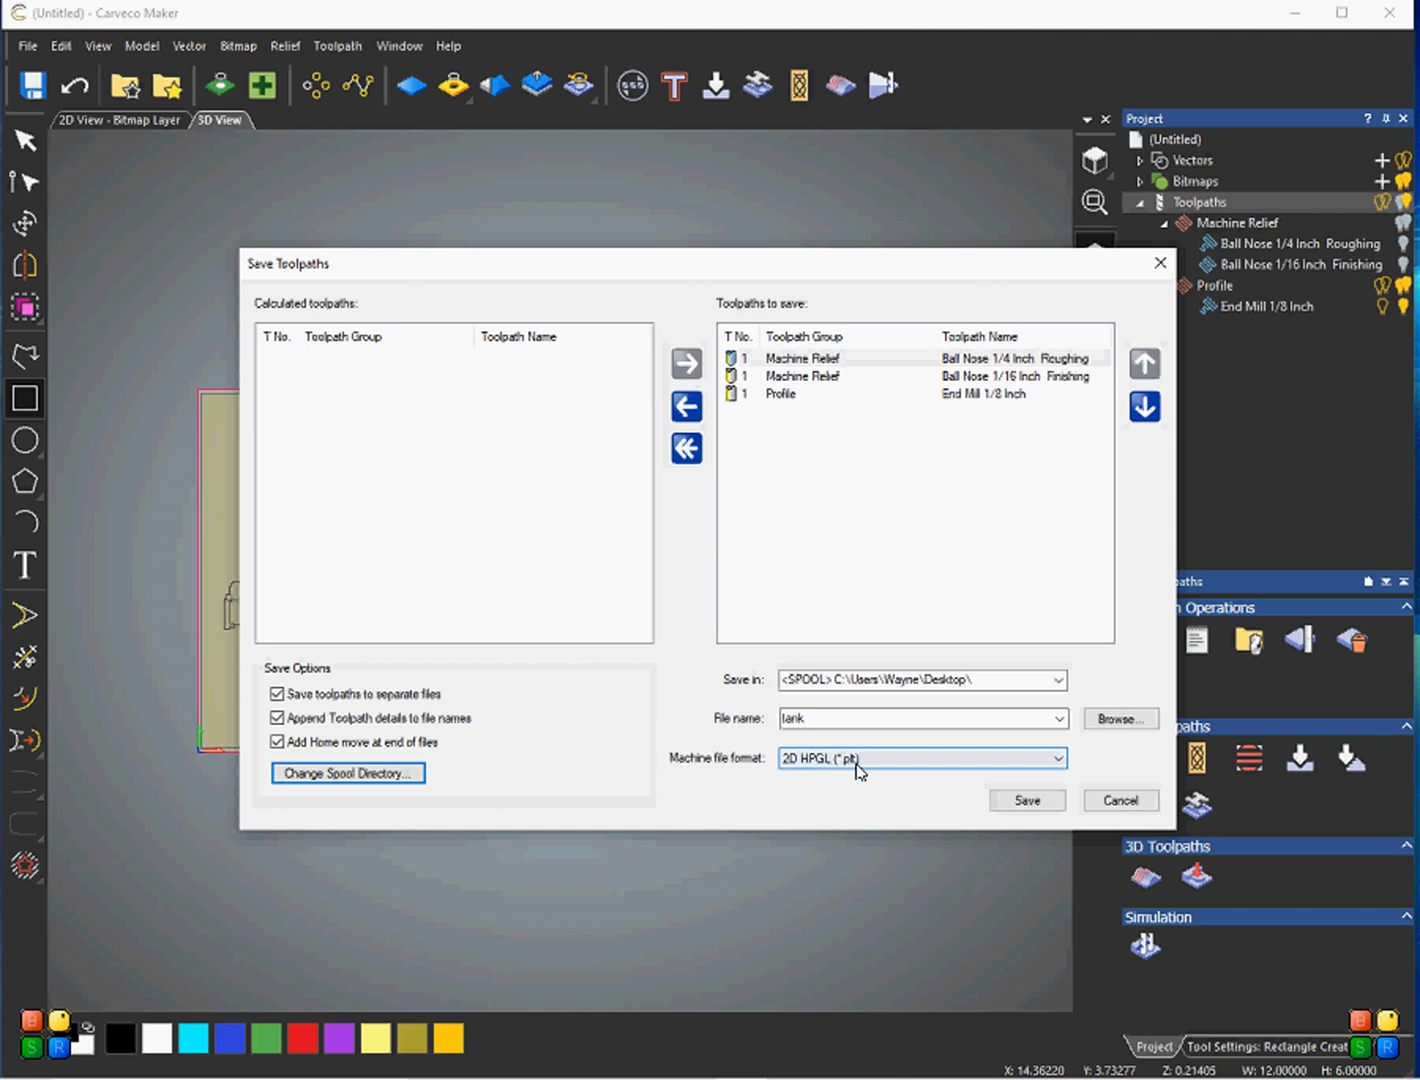 (Untitled) - Carveco Maker
File Edit View Model Vector Bitmap Relief Toolpath Window Help
2D View - Bitmap Layer 3D View
Project
(Untitled)
Vectors
Bitmaps
Toolpaths
Machine Relief
Ball Nose 1/4 Inch Roughing
Ball Nose 1/16 Inch Finishing
Profile
End Mill 1/8 Inch
Save Toolpaths
Calculated toolpaths:
T No. Toolpath Group Toolpath Name
Toolpaths to save:
T No. Toolpath Group Toolpath Name
1 Machine Relief Ball Nose 1/4 Inch Roughing
1 Machine Relief Ball Nose 1/16 Inch Finishing
1 Profile End Mill 1/8 Inch
Save Options
Save toolpaths to separate files
Append Toolpath details to file names
Add Home move at end of files
Change Spool Directory...
Save in: <SPOOL> C:\Users\Wayne\Desktop\
File name: tank Browse...
Machine file format: 2D HPGL (*.plt)
Save Cancel
aths
n Operations
paths
3D Toolpaths
Simulation
T
B
S R
B
S R
Project Tool Settings: Rectangle Creat
X: 14.36220 Y: 3.73277 Z: 0.21405 W: 12.00000 H: 6.00000